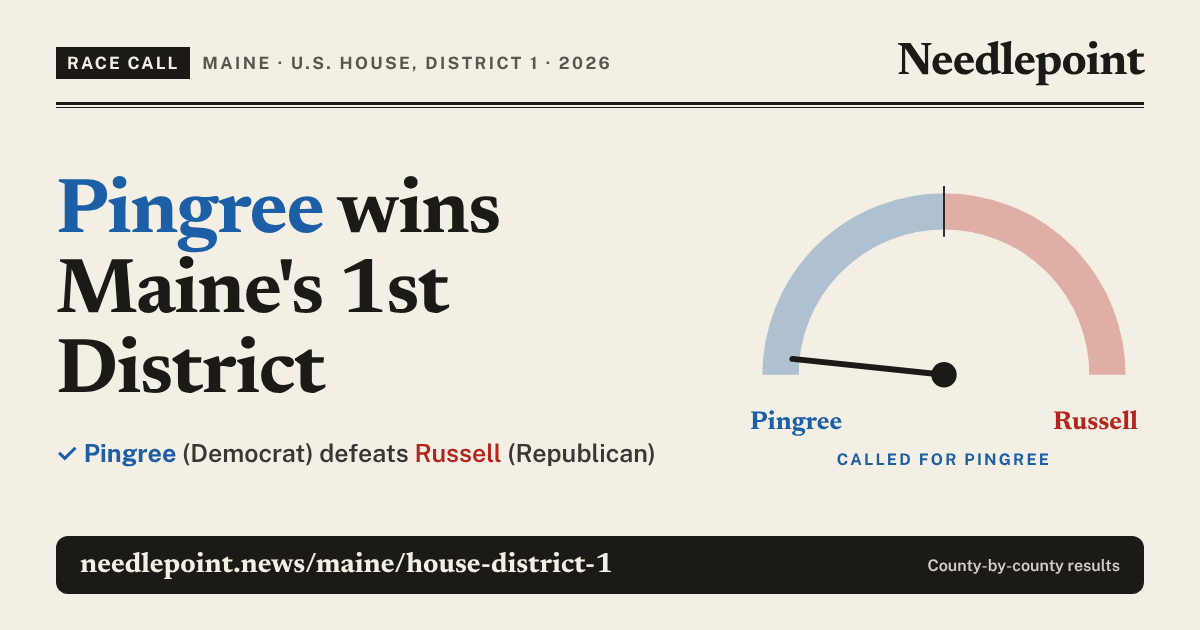 RACE CALL MAINE · U.S. HOUSE, DISTRICT 1 · 2026
Needlepoint
Pingree wins
Maine's 1st
District
✓ Pingree (Democrat) defeats Russell (Republican)
Pingree
Russell
CALLED FOR PINGREE
needlepoint.news/maine/house-district-1
County-by-county results